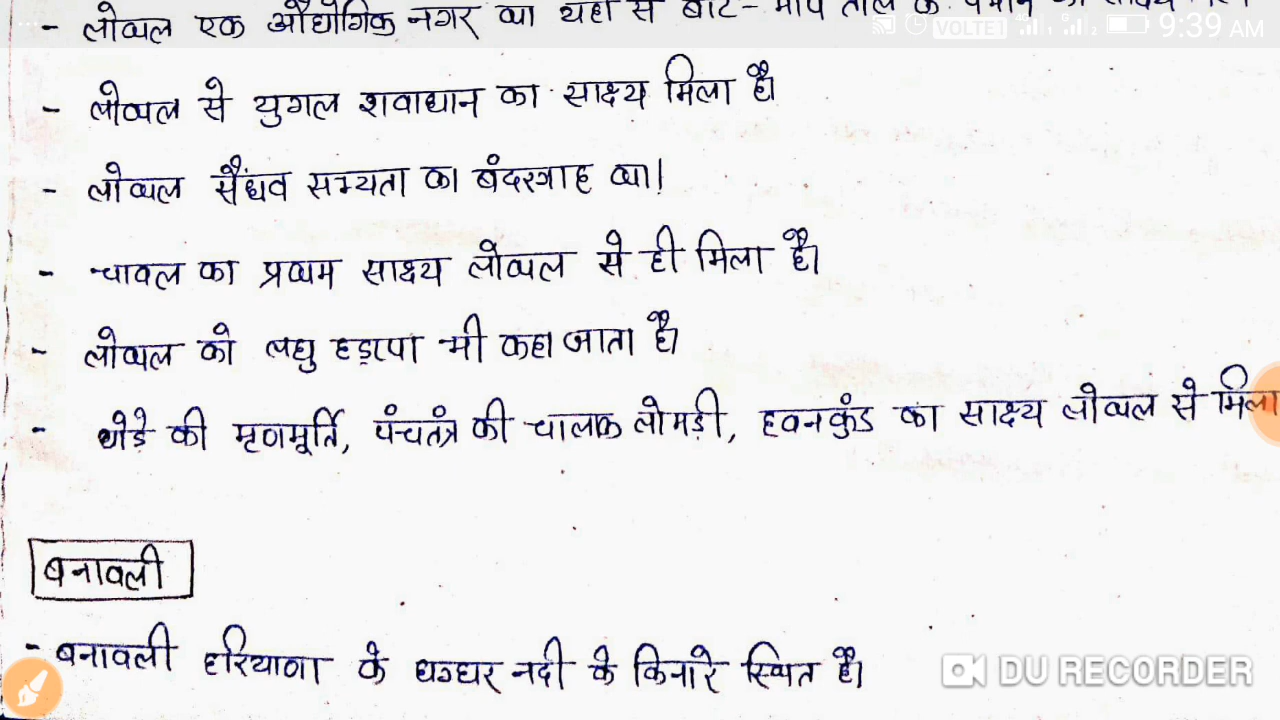 - लोथल एक औद्योगिक नगर था यहाँ से बाट-माप तौल के
9:39 AM
VOLTE
- लोथल से युगल शवाधान का साक्ष्य मिला है।
- लोथल सैंधव सभ्यता का बंदरगाह था।
- चावल का प्रथम साक्ष्य लोथल से ही मिला है।
- लोथल को लघु हड़प्पा भी कहा जाता है।
- घोड़े की मृणमूर्ति, पंचतंत्र की चालाक लोमड़ी, हवनकुंड का साक्ष्य लोथल से मिला
बनावली
- बनावली हरियाणा के घग्घर नदी के किनारे स्थित है।
DU RECORDER